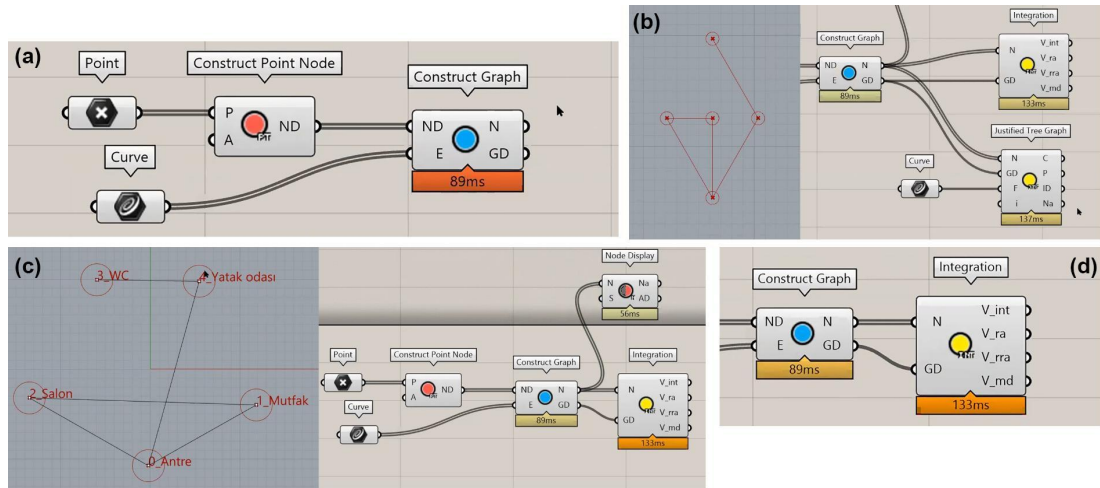 (a)
Point
Construct Point Node
Construct Graph
P
A
ND
ND
E
N
GD
Curve
89ms
(b)
Construct Graph
ND
E
N
GD
89ms
Integration
N
GD
V_int
V_ra
V_rra
V_md
133ms
Justified Tree Graph
Curve
N
GD
F
i
C
P
ID
Na
137ms
(c)
3_WC
Yatak odası
2_Salon
1_Mutfak
0_Antre
Node Display
N
S
Na
AD
56ms
Point
Construct Point Node
Construct Graph
Integration
P
A
ND
ND
E
N
GD
89ms
Curve
N
GD
V_int
V_ra
V_rra
V_md
133ms
(d)
Construct Graph
Integration
ND
E
N
GD
89ms
N
GD
V_int
V_ra
V_rra
V_md
133ms